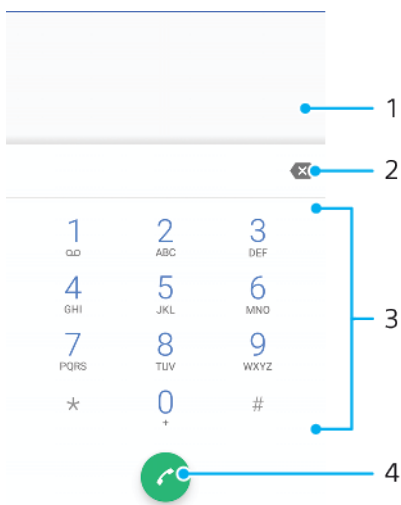 1
2
1 2 3
ABC DEF
4 5 6
GHI JKL MNO
3
7 8 9
PQRS TUV WXYZ
* 0 #
+
4